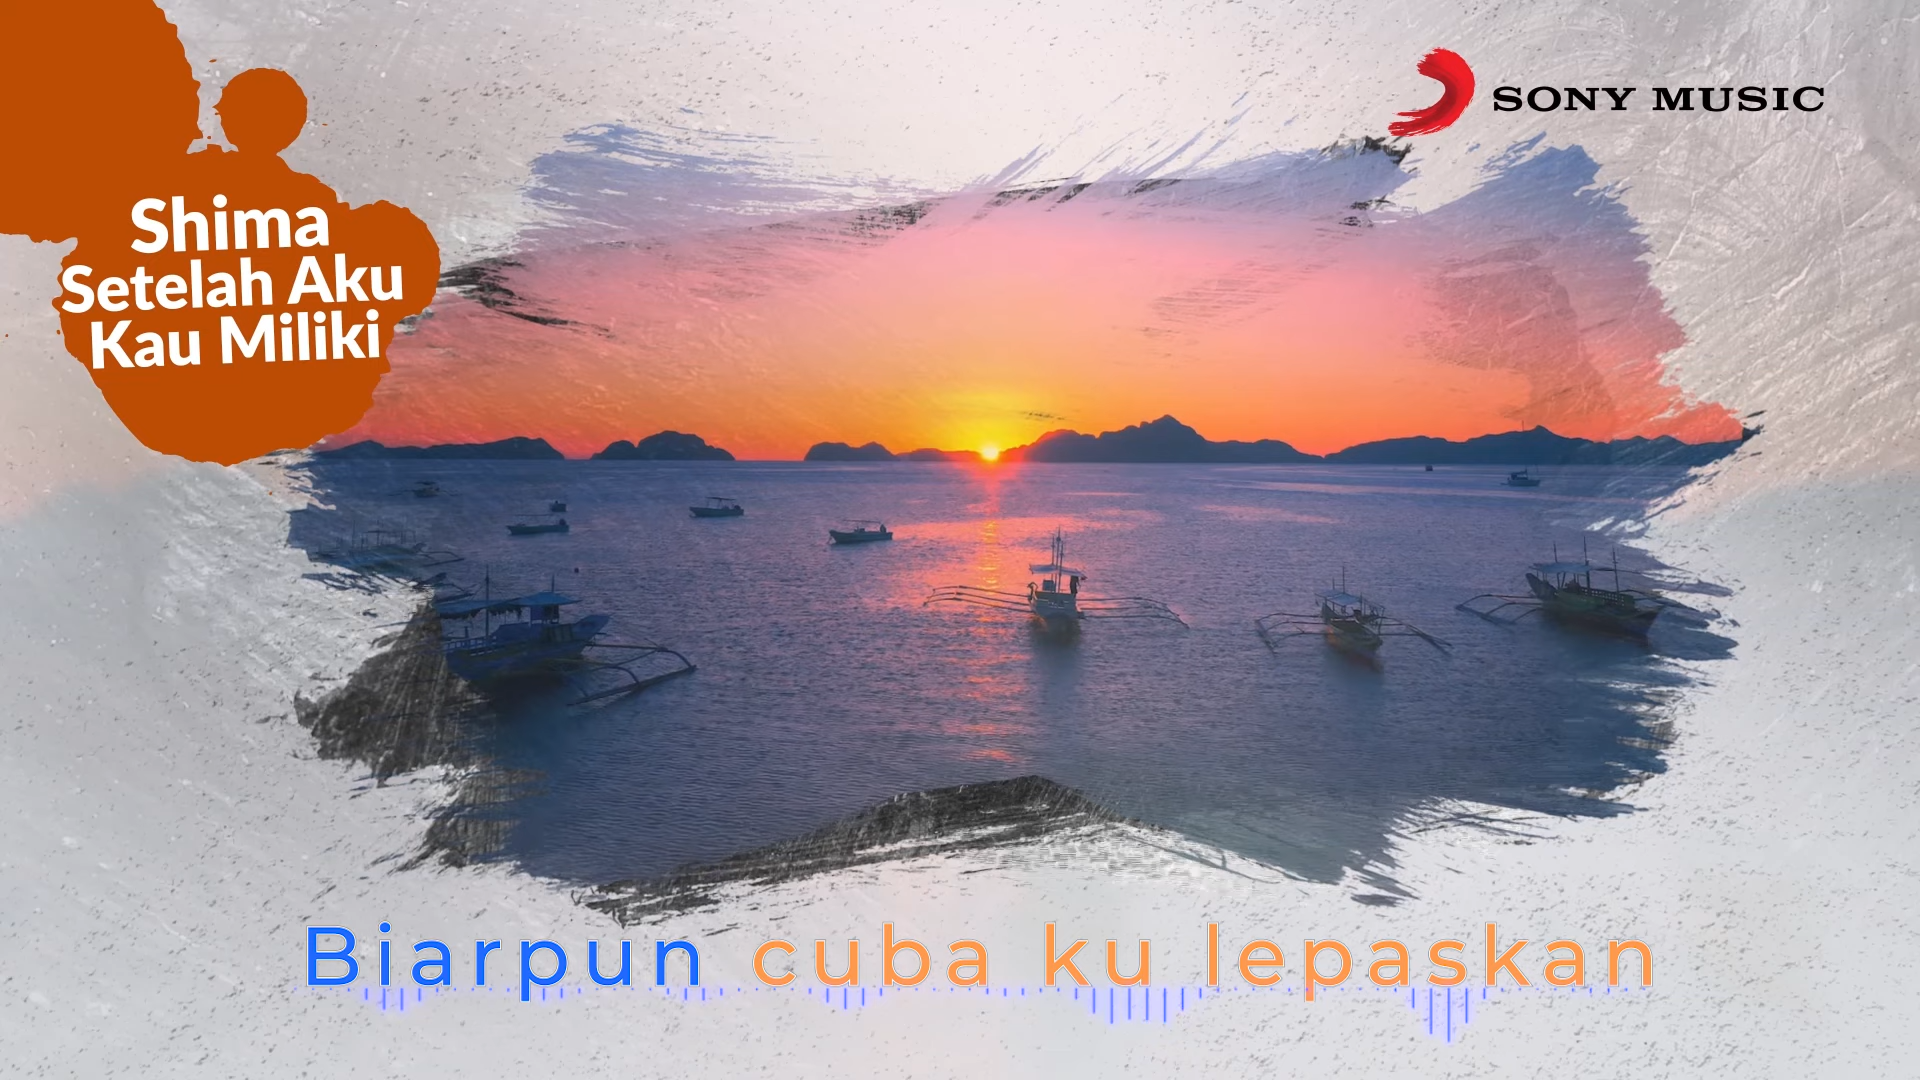 Shima
Setelah Aku
Kau Miliki
SONY MUSIC
Biarpun cuba ku lepaskan